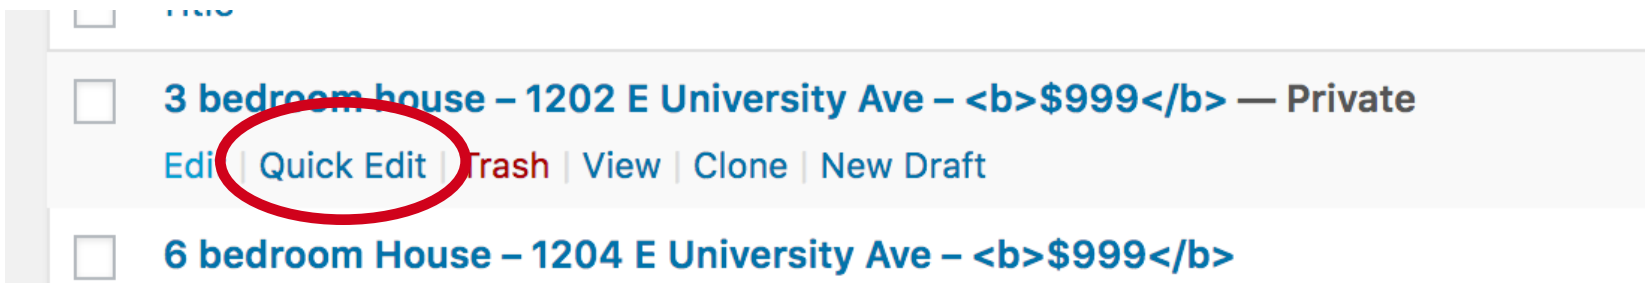 Title
3 bedroom house – 1202 E University Ave – <b>$999</b> — Private
Edit | Quick Edit | Trash | View | Clone | New Draft
6 bedroom House – 1204 E University Ave – <b>$999</b>